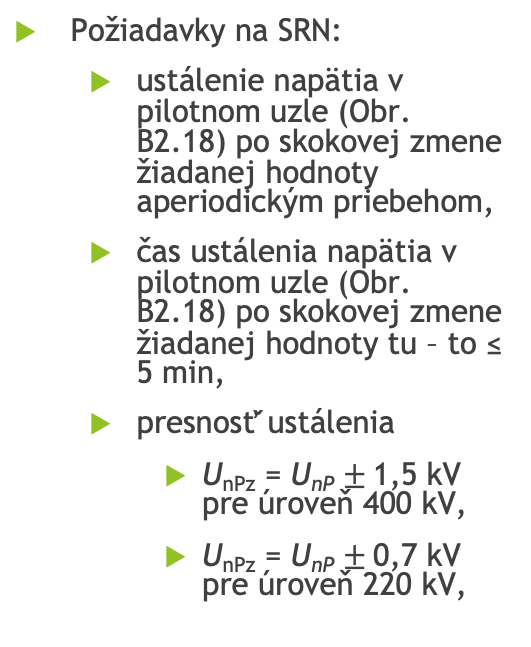 Požiadavky na SRN:
ustálenie napätia v
pilotnom uzle (Obr.
B2.18) po skokovej zmene
žiadanej hodnoty
aperiodickým priebehom,
čas ustálenia napätia v
pilotnom uzle (Obr.
B2.18) po skokovej zmene
žiadanej hodnoty tu – to ≤
5 min,
presnosť ustálenia
UnPz = UnP ± 1,5 kV
pre úroveň 400 kV,
UnPz = UnP ± 0,7 kV
pre úroveň 220 kV,